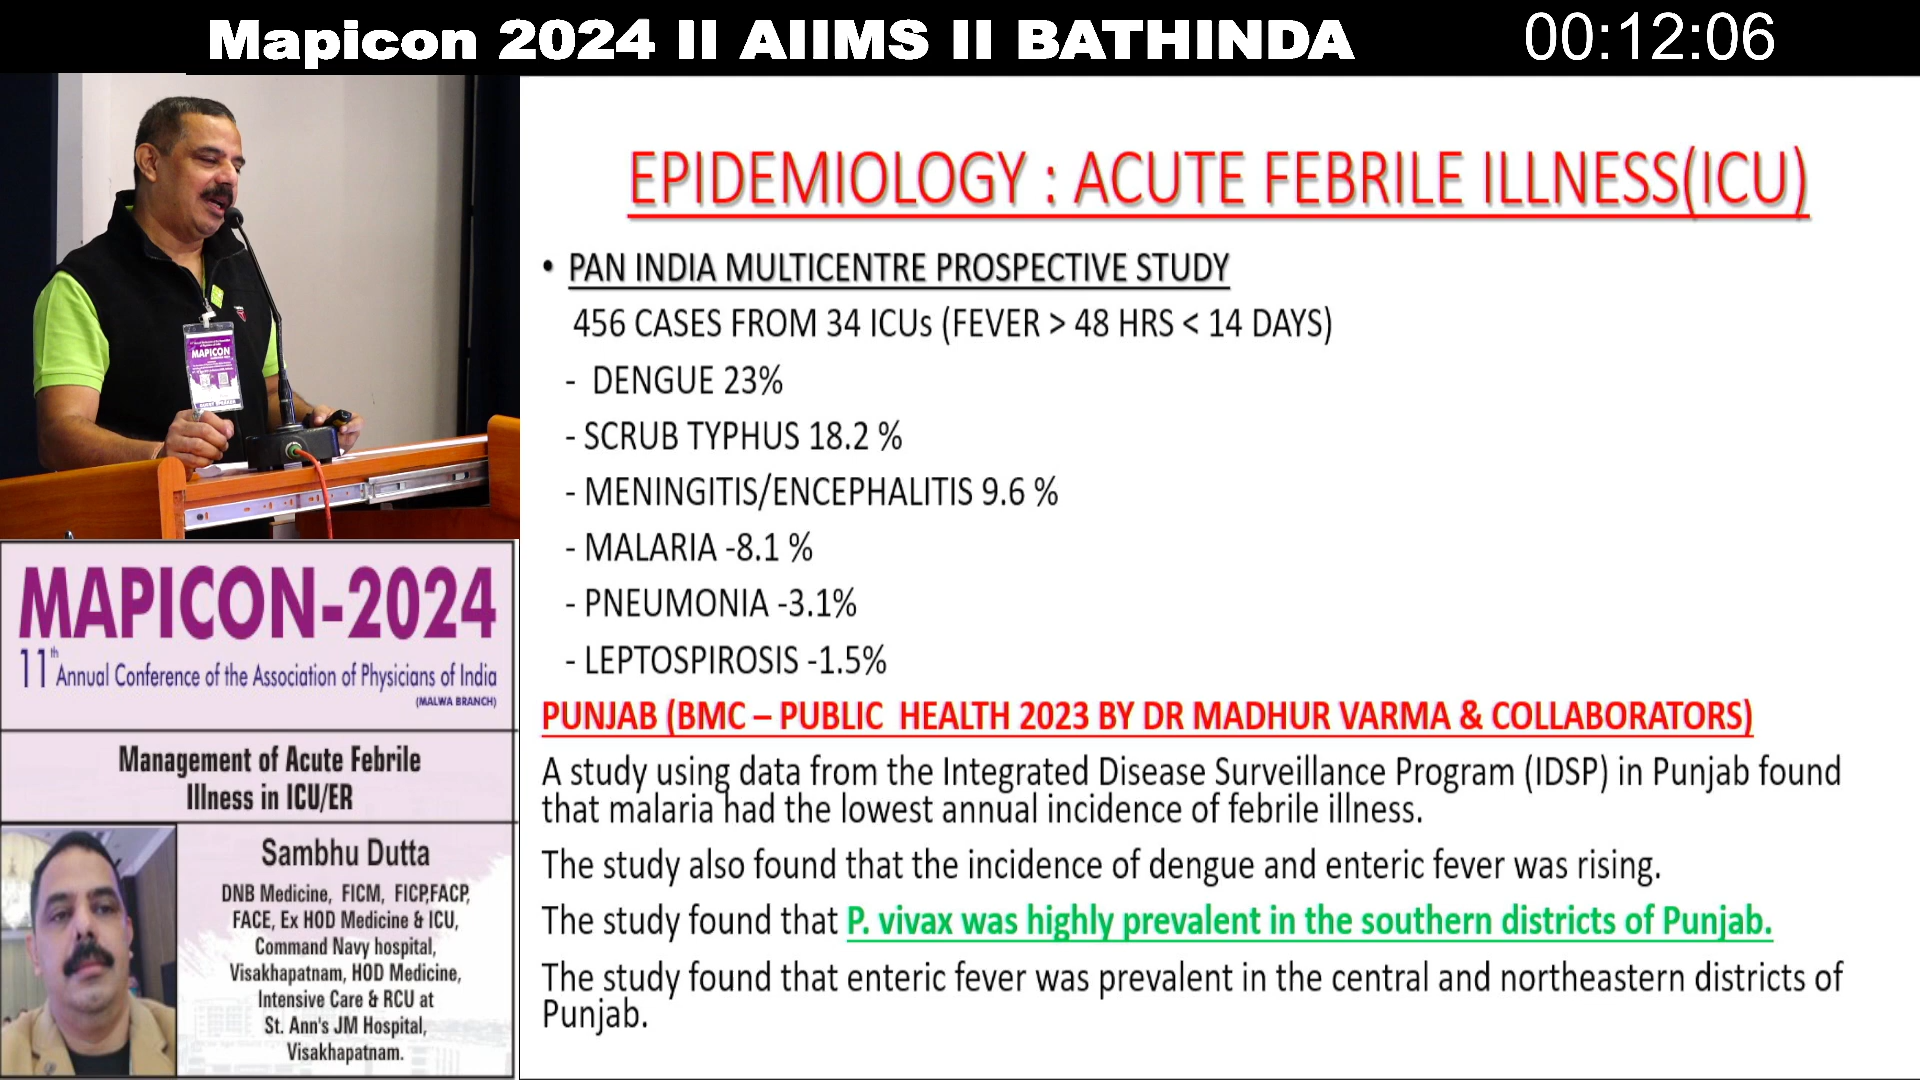 Mapicon 2024 II AIIMS II BATHINDA
00:12:06
MAPICON
MAPICON-2024
11th Annual Conference of the Association of Physicians of India
(MALWA BRANCH)
Management of Acute Febrile
Illness in ICU/ER
Sambhu Dutta
DNB Medicine, FICM, FICP,FACP,
FACE, Ex HOD Medicine & ICU,
Command Navy hospital,
Visakhapatnam, HOD Medicine,
Intensive Care & RCU at
St. Ann's JM Hospital,
Visakhapatnam.
EPIDEMIOLOGY : ACUTE FEBRILE ILLNESS(ICU)
• PAN INDIA MULTICENTRE PROSPECTIVE STUDY
456 CASES FROM 34 ICUs (FEVER > 48 HRS < 14 DAYS)
- DENGUE 23%
- SCRUB TYPHUS 18.2 %
- MENINGITIS/ENCEPHALITIS 9.6 %
- MALARIA -8.1 %
- PNEUMONIA -3.1%
- LEPTOSPIROSIS -1.5%
PUNJAB (BMC – PUBLIC HEALTH 2023 BY DR MADHUR VARMA & COLLABORATORS)
A study using data from the Integrated Disease Surveillance Program (IDSP) in Punjab found
that malaria had the lowest annual incidence of febrile illness.
The study also found that the incidence of dengue and enteric fever was rising.
The study found that P. vivax was highly prevalent in the southern districts of Punjab.
The study found that enteric fever was prevalent in the central and northeastern districts of
Punjab.